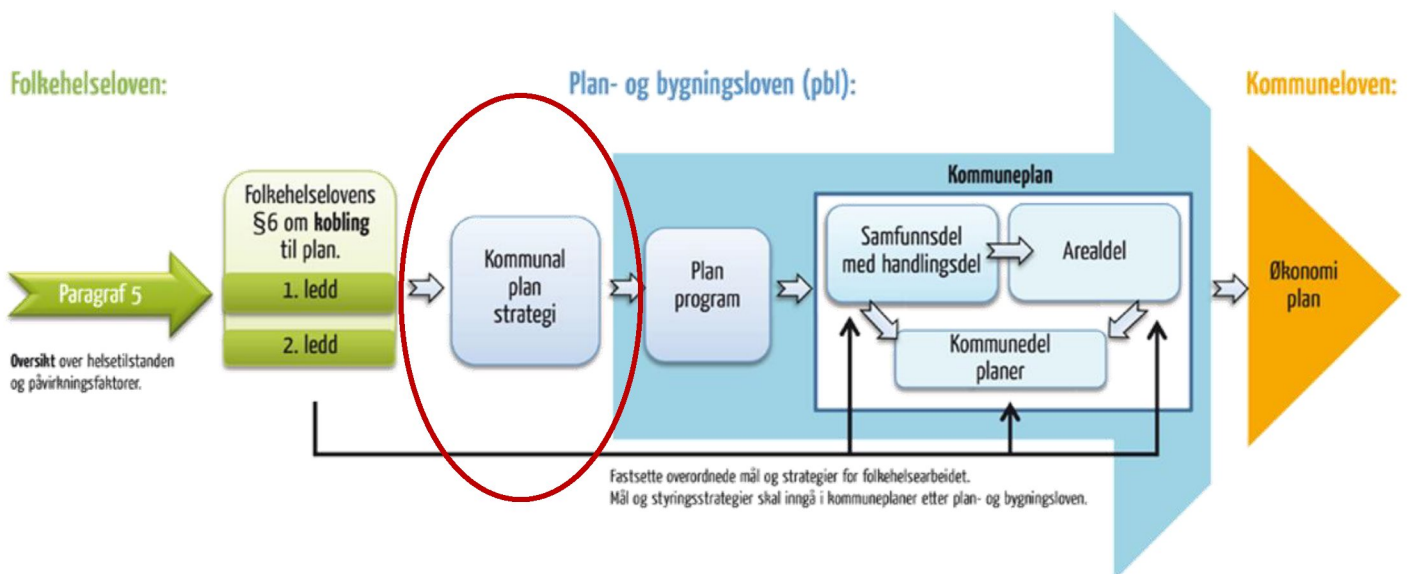 Folkehelseloven:
Plan- og bygningsloven (pbl):
Kommuneloven:
Paragraf 5
Oversikt over helsetilstanden
og påvirkningsfaktorer.
Folkehelselovens
§6 om kobling
til plan.
1. ledd
2. ledd
Kommunal
plan
strategi
Plan
program
Kommuneplan
Samfunnsdel
med handlingsdel
Arealdel
Kommunedel
planer
Økonomi
plan
Fastsette overordnede mål og strategier for folkehelsearbeidet.
Mål og styringsstrategier skal inngå i kommuneplaner etter plan- og bygningsloven.